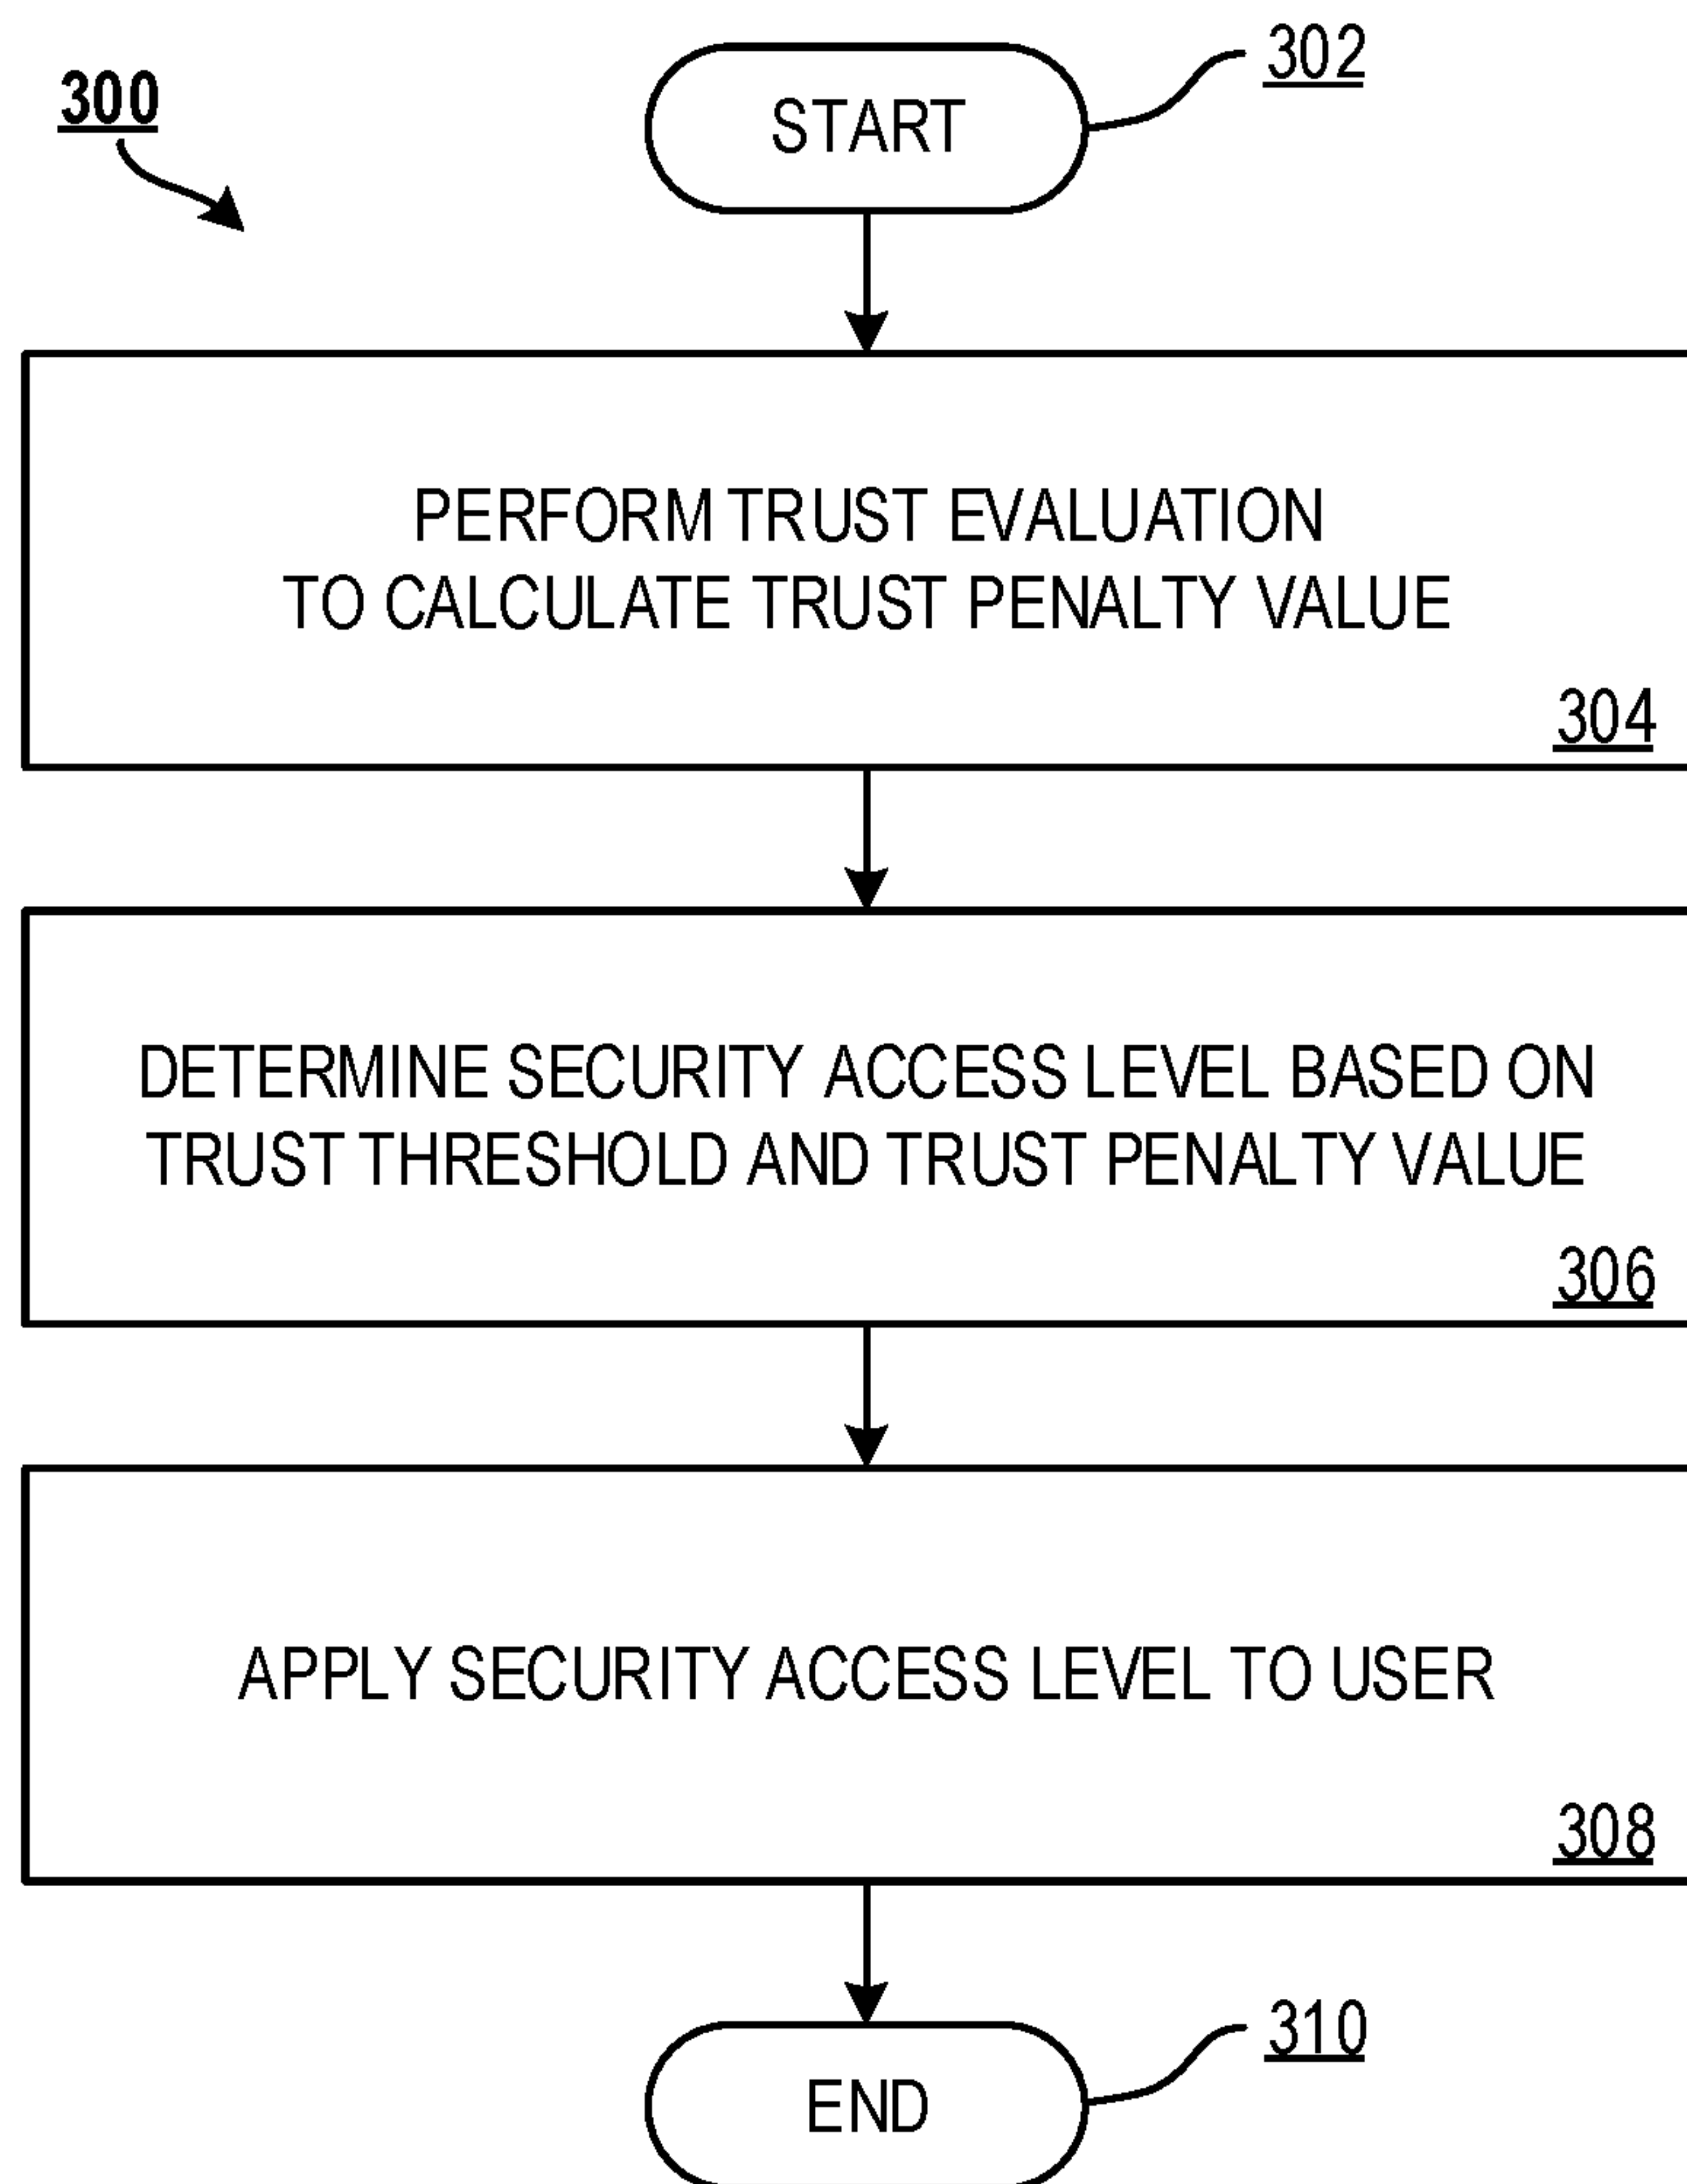 300
302
START
PERFORM TRUST EVALUATION
TO CALCULATE TRUST PENALTY VALUE
304
DETERMINE SECURITY ACCESS LEVEL BASED ON
TRUST THRESHOLD AND TRUST PENALTY VALUE
306
APPLY SECURITY ACCESS LEVEL TO USER
308
310
END